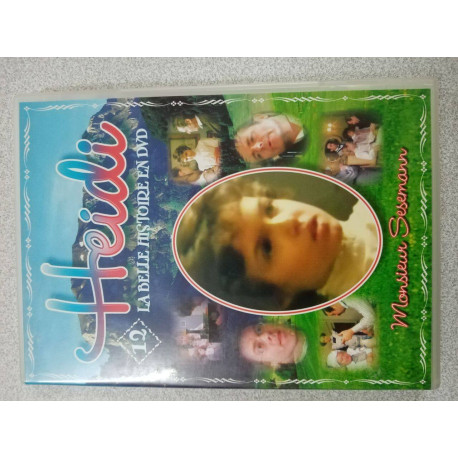 Heidi
12
LA BELLE HISTOIRE EN DVD
Monsieur Sesemann